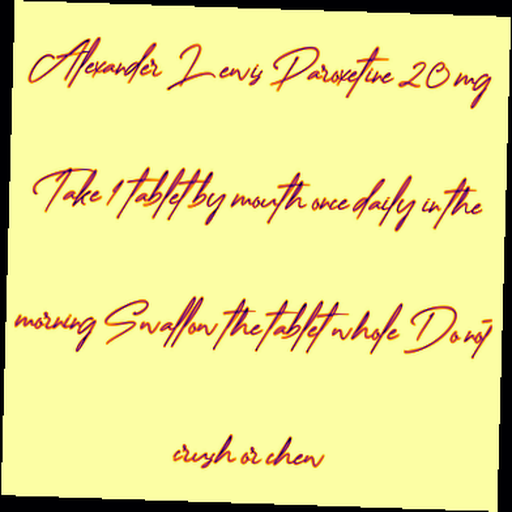 Alexander Lewis Paroxetine 20 mg
Take 1 tablet by mouth once daily in the
morning Swallow the tablet whole Do not
crush or chew